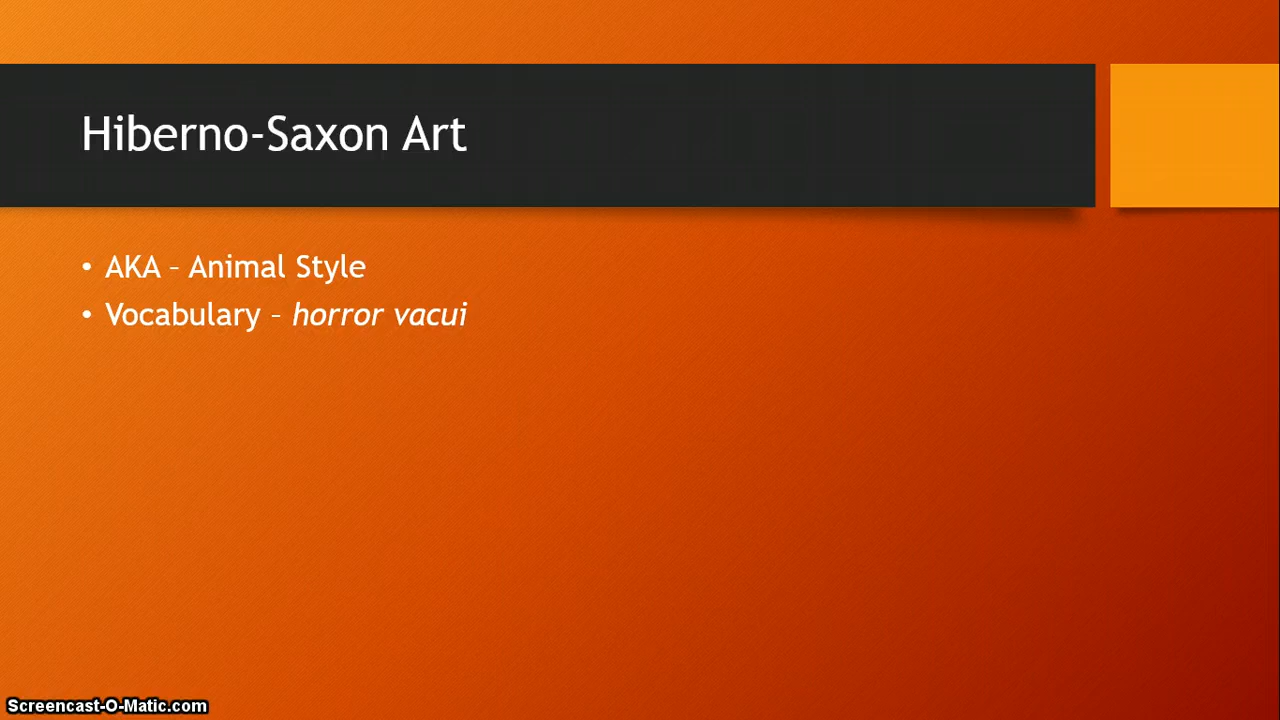 Hiberno-Saxon Art
• AKA – Animal Style
• Vocabulary – horror vacui
Screencast-O-Matic.com